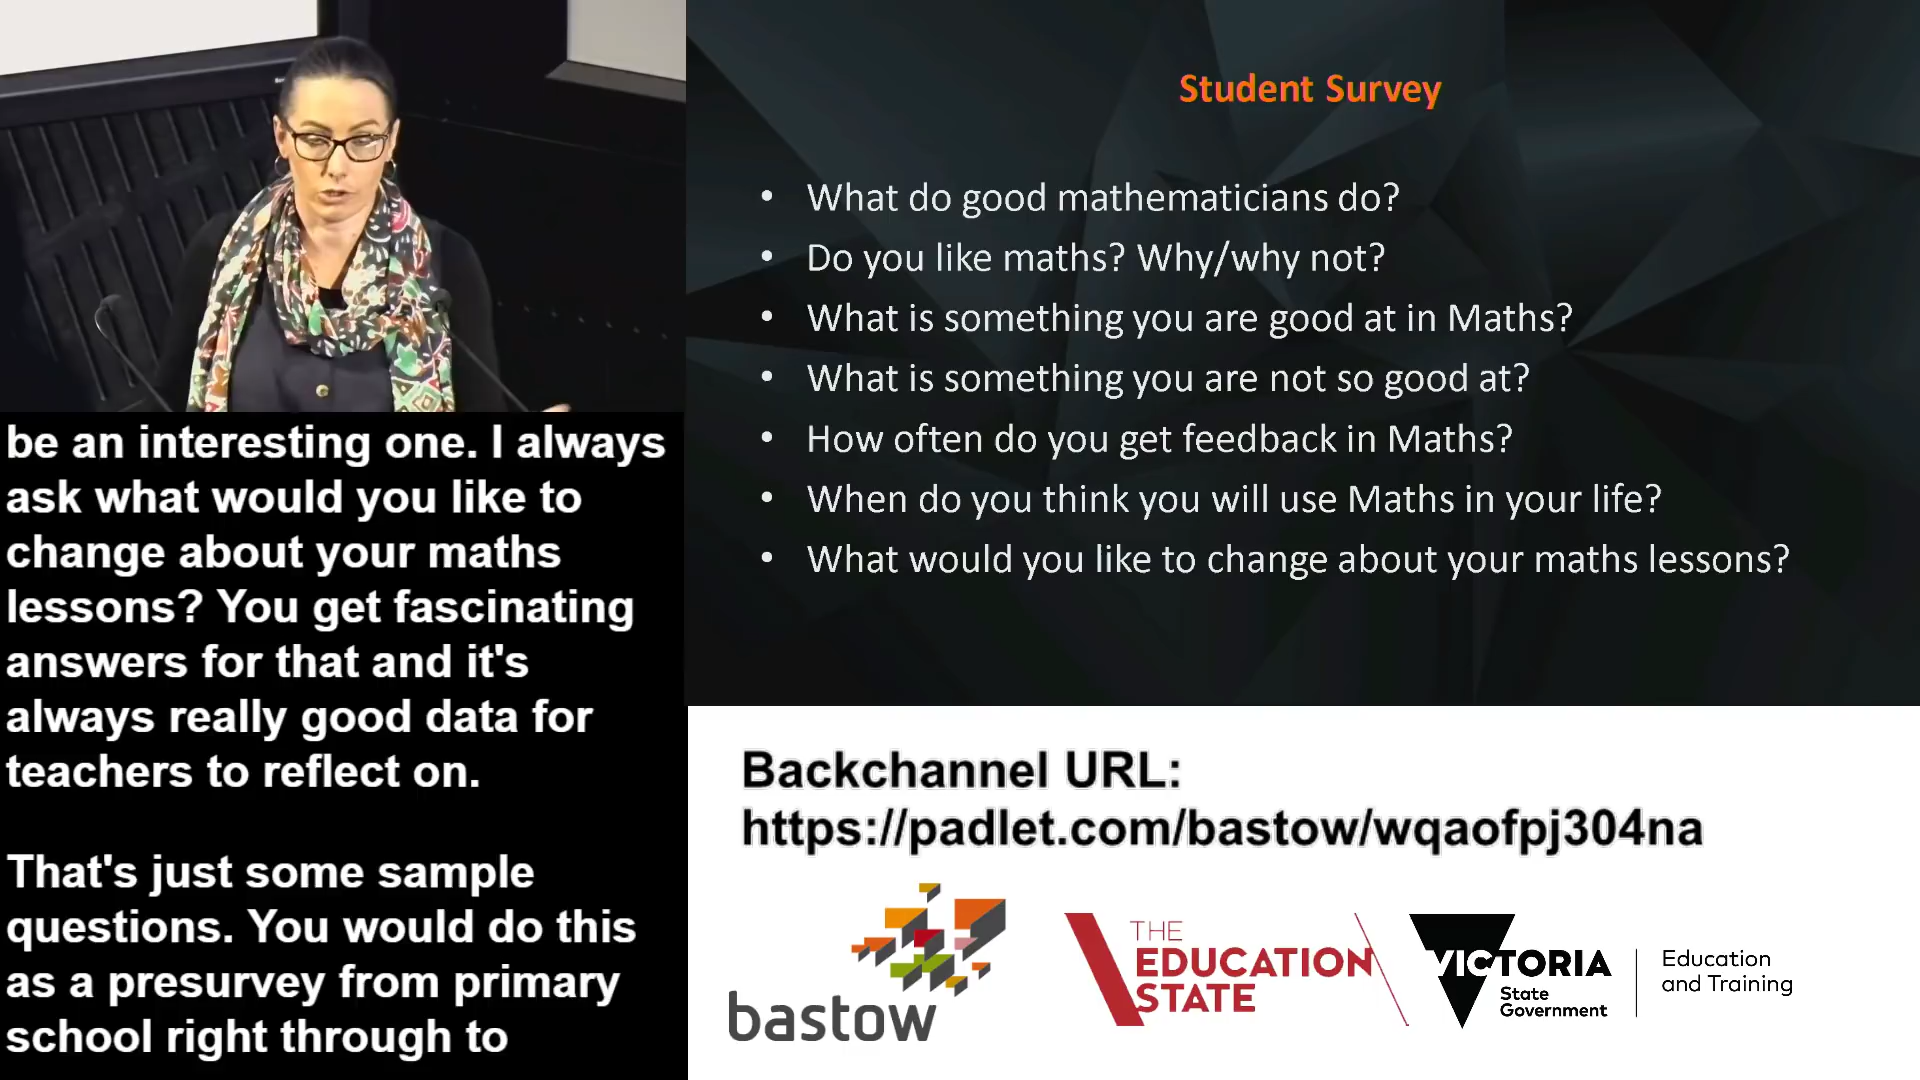 be an interesting one. I always
ask what would you like to
change about your maths
lessons? You get fascinating
answers for that and it's
always really good data for
teachers to reflect on.
That's just some sample
questions. You would do this
as a presurvey from primary
school right through to
Student Survey
• What do good mathematicians do?
• Do you like maths? Why/why not?
• What is something you are good at in Maths?
• What is something you are not so good at?
• How often do you get feedback in Maths?
• When do you think you will use Maths in your life?
• What would you like to change about your maths lessons?
Backchannel URL:
https://padlet.com/bastow/wqaofpj304na
bastow
THE
EDUCATION
STATE
VICTORIA
State
Government
Education
and Training